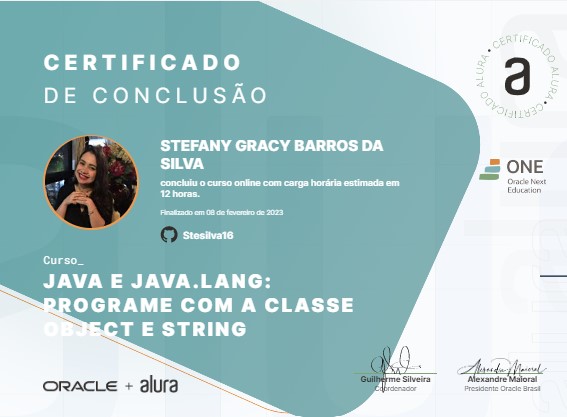 CERTIFICADO
DE CONCLUSÃO
CERTIFICADO ALURA • CERTIFICADO ALURA •
a
STEFANY GRACY BARROS DA
SILVA
concluiu o curso online com carga horária estimada em
12 horas.
Finalizado em 08 de fevereiro de 2023
Stesilva16
ONE
Oracle Next
Education
Curso_
JAVA E JAVA.LANG:
PROGRAME COM A CLASSE
OBJECT E STRING
ORACLE + alura
Guilherme Silveira
Coordenador
Alexandre Maioral
Alexandre Maioral
Presidente Oracle Brasil